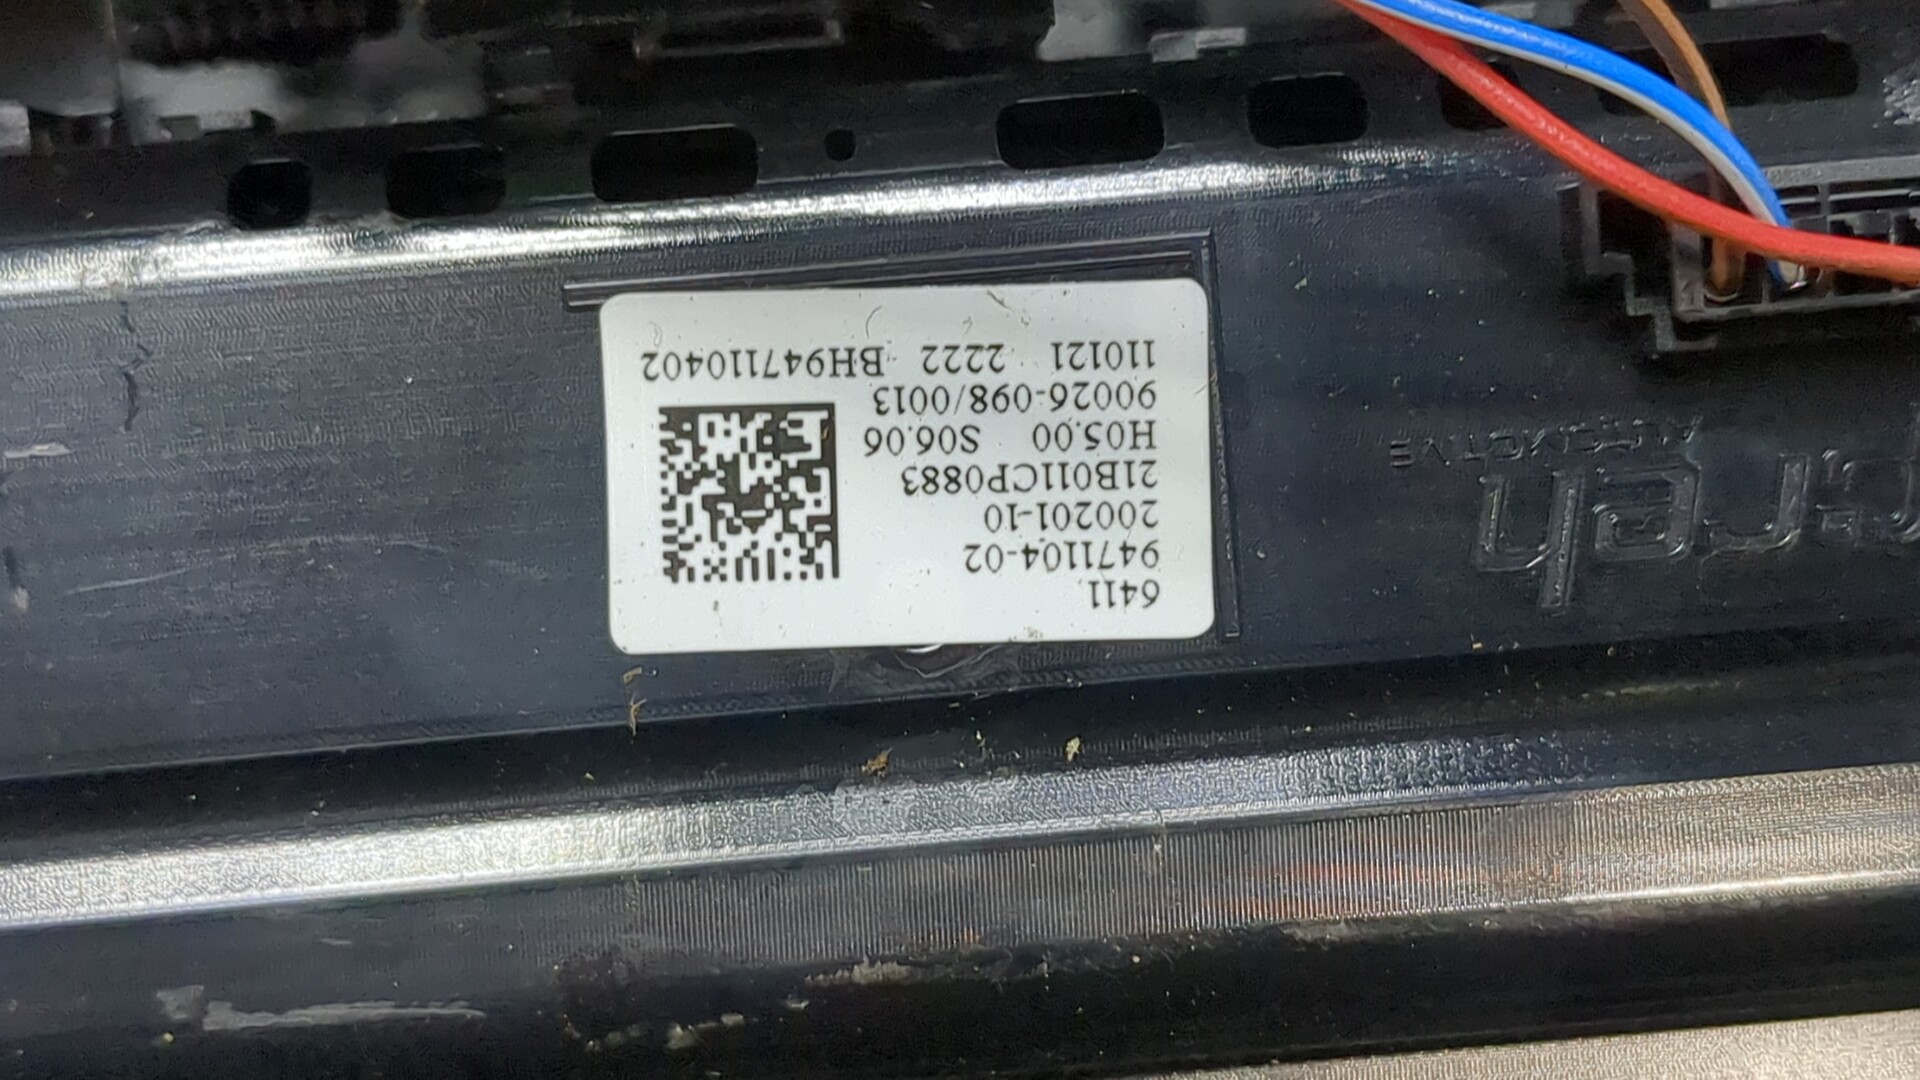 6411
9471104-02
200201-10
21B011CP0883
H05.00 S06.06
90026-098/0013
110121 2222 BH947110402
AUTOMOTIVE